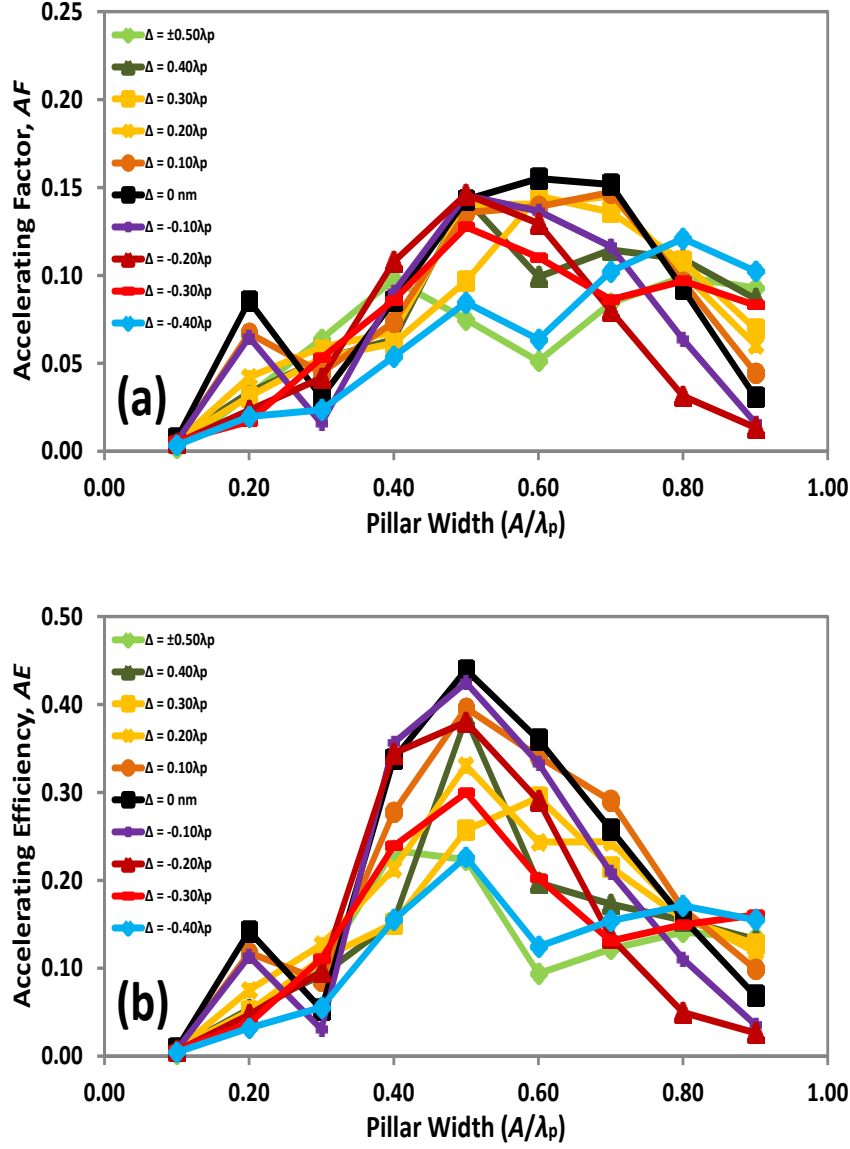 0.25
0.20
0.15
0.10
0.05
0.00
Accelerating Factor, AF
Δ = ±0.50λp
Δ = 0.40λp
Δ = 0.30λp
Δ = 0.20λp
Δ = 0.10λp
Δ = 0 nm
Δ = -0.10λp
Δ = -0.20λp
Δ = -0.30λp
Δ = -0.40λp
(a)
0.00 0.20 0.40 0.60 0.80 1.00
Pillar Width (A/λp)
0.50
0.40
0.30
0.20
0.10
0.00
Accelerating Efficiency, AE
Δ = ±0.50λp
Δ = 0.40λp
Δ = 0.30λp
Δ = 0.20λp
Δ = 0.10λp
Δ = 0 nm
Δ = -0.10λp
Δ = -0.20λp
Δ = -0.30λp
Δ = -0.40λp
(b)
0.00 0.20 0.40 0.60 0.80 1.00
Pillar Width (A/λp)